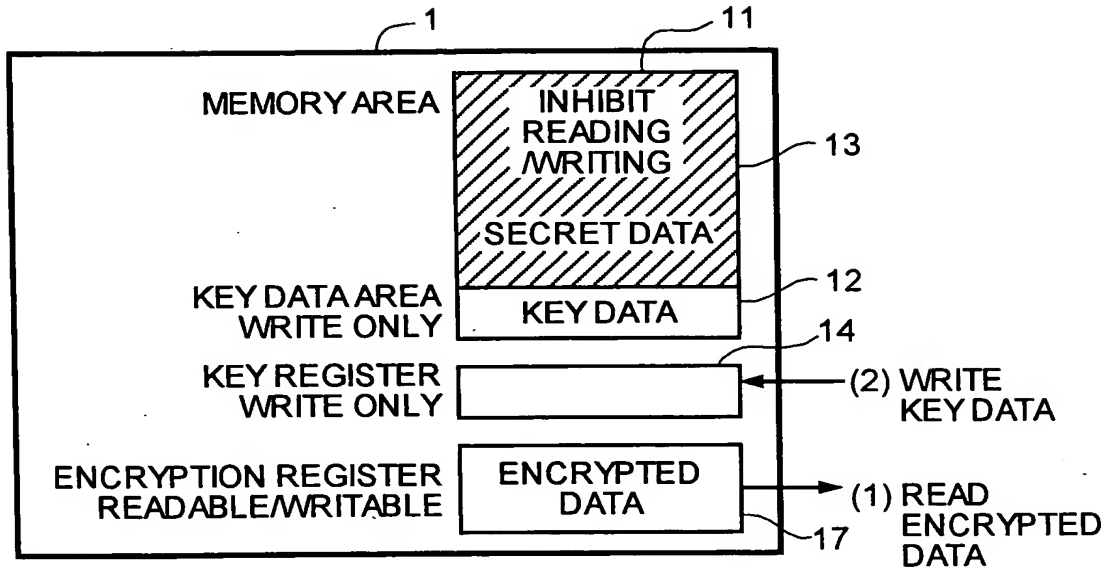 1
11
MEMORY AREA
INHIBIT
READING
/WRITING
13
SECRET DATA
KEY DATA AREA
WRITE ONLY
KEY DATA
12
14
KEY REGISTER
WRITE ONLY
(2) WRITE
KEY DATA
ENCRYPTION REGISTER
READABLE/WRITABLE
ENCRYPTED
DATA
17
(1) READ
ENCRYPTED
DATA